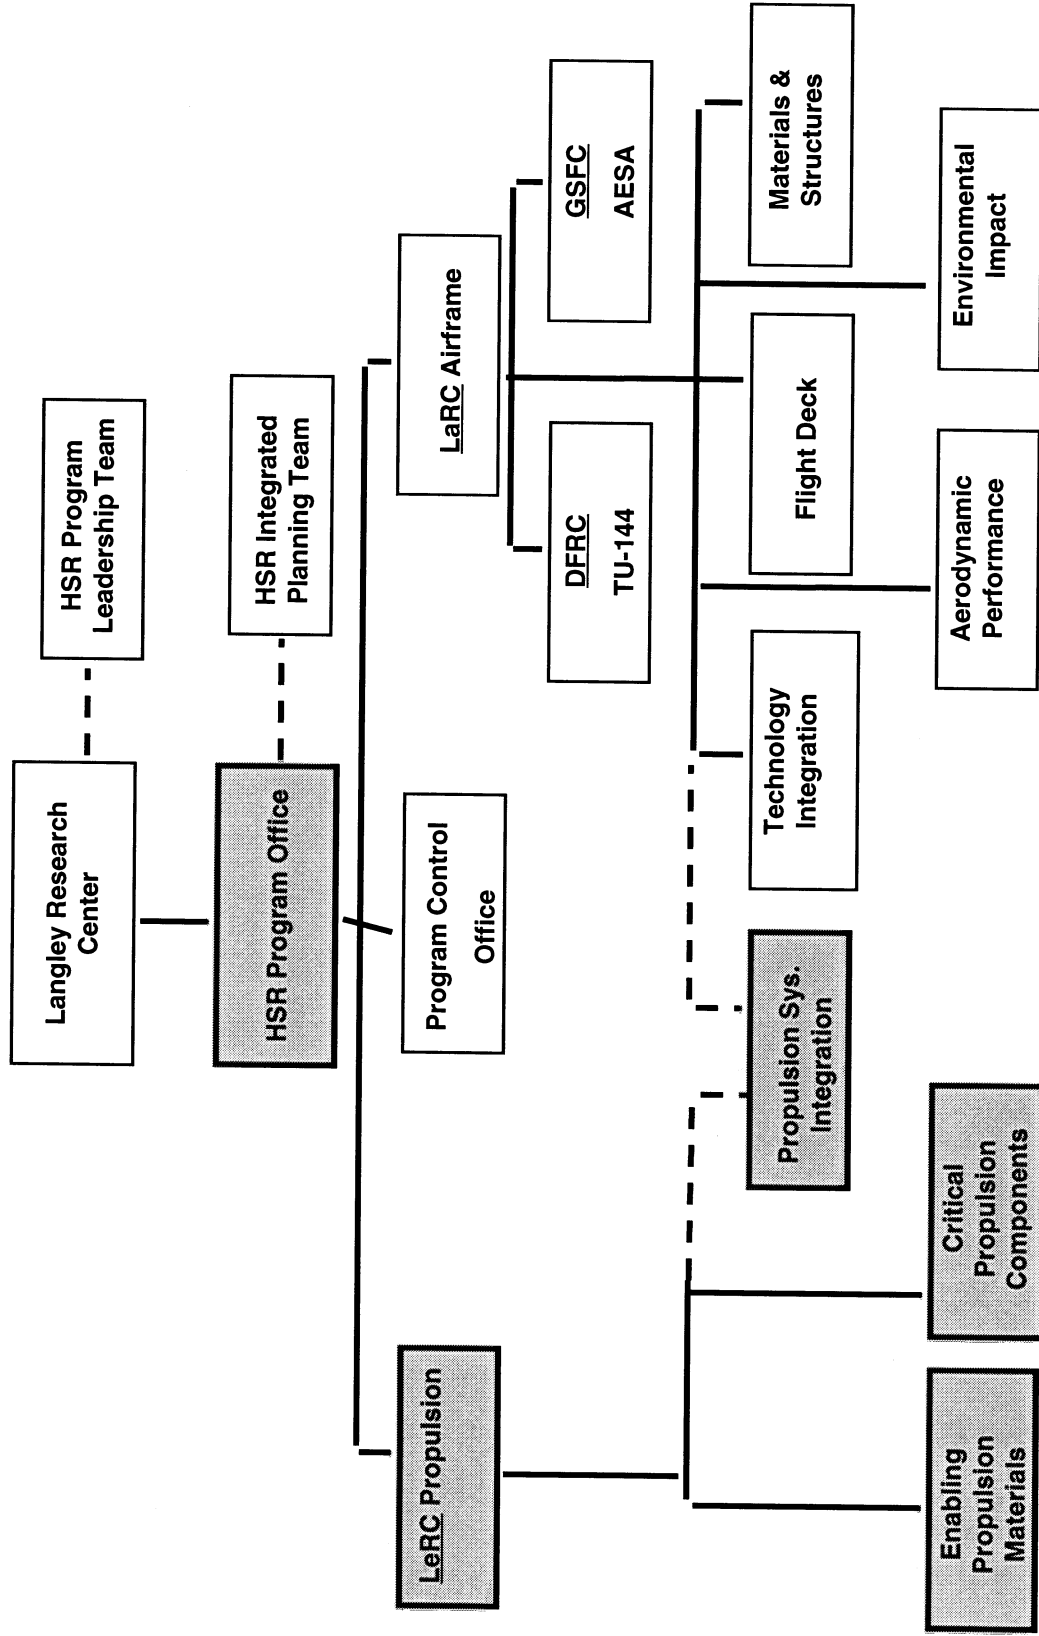 Langley Research
Center
HSR Program
Leadership Team
HSR Program Office
HSR Integrated
Planning Team
LeRC Propulsion
Program Control
Office
LaRC Airframe
DFRC
TU-144
GSFC
AESA
Propulsion Sys.
Integration
Technology
Integration
Flight Deck
Materials &
Structures
Enabling
Propulsion
Materials
Critical
Propulsion
Components
Aerodynamic
Performance
Environmental
Impact